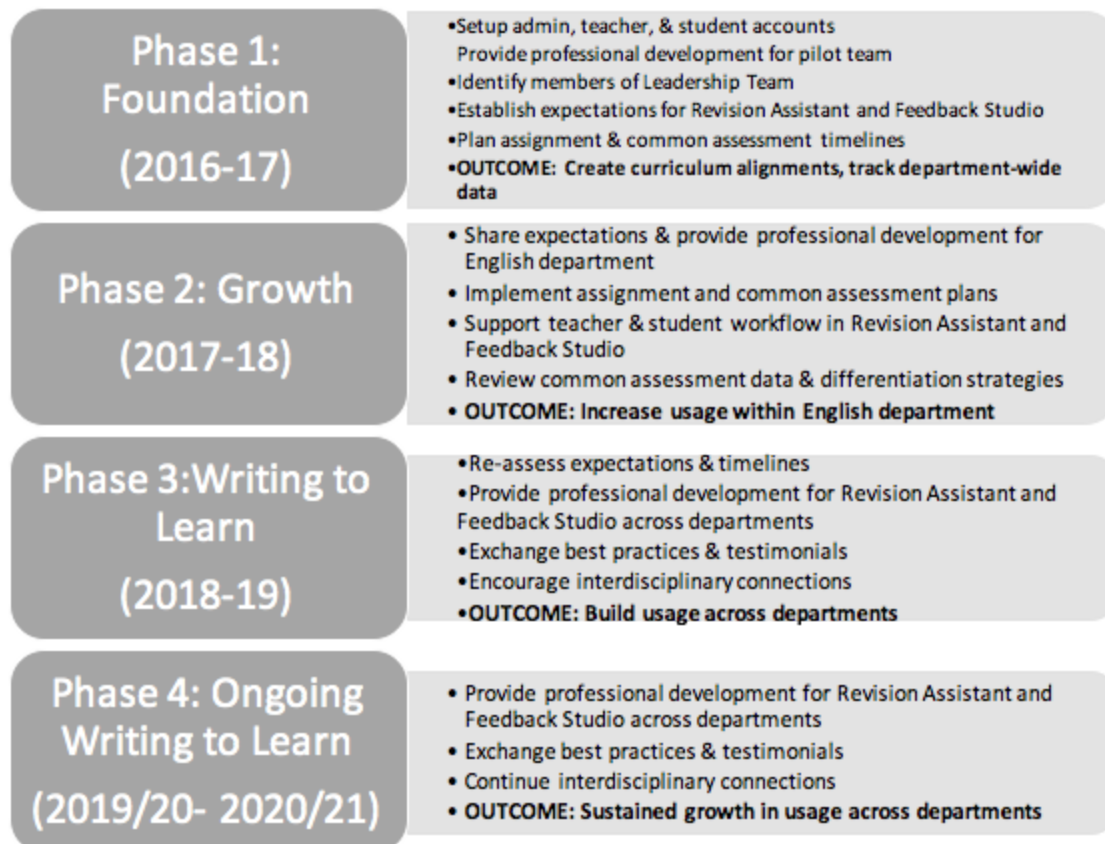 Phase 1:
Foundation
(2016-17)
•Setup admin, teacher, & student accounts
Provide professional development for pilot team
•Identify members of Leadership Team
•Establish expectations for Revision Assistant and Feedback Studio
•Plan assignment & common assessment timelines
•OUTCOME: Create curriculum alignments, track department-wide
data
Phase 2: Growth
(2017-18)
• Share expectations & provide professional development for
English department
• Implement assignment and common assessment plans
• Support teacher & student workflow in Revision Assistant and
Feedback Studio
• Review common assessment data & differentiation strategies
• OUTCOME: Increase usage within English department
Phase 3:Writing to
Learn
(2018-19)
•Re-assess expectations & timelines
•Provide professional development for Revision Assistant and
Feedback Studio across departments
•Exchange best practices & testimonials
•Encourage interdisciplinary connections
•OUTCOME: Build usage across departments
Phase 4: Ongoing
Writing to Learn
(2019/20- 2020/21)
• Provide professional development for Revision Assistant and
Feedback Studio across departments
• Exchange best practices & testimonials
• Continue interdisciplinary connections
• OUTCOME: Sustained growth in usage across departments